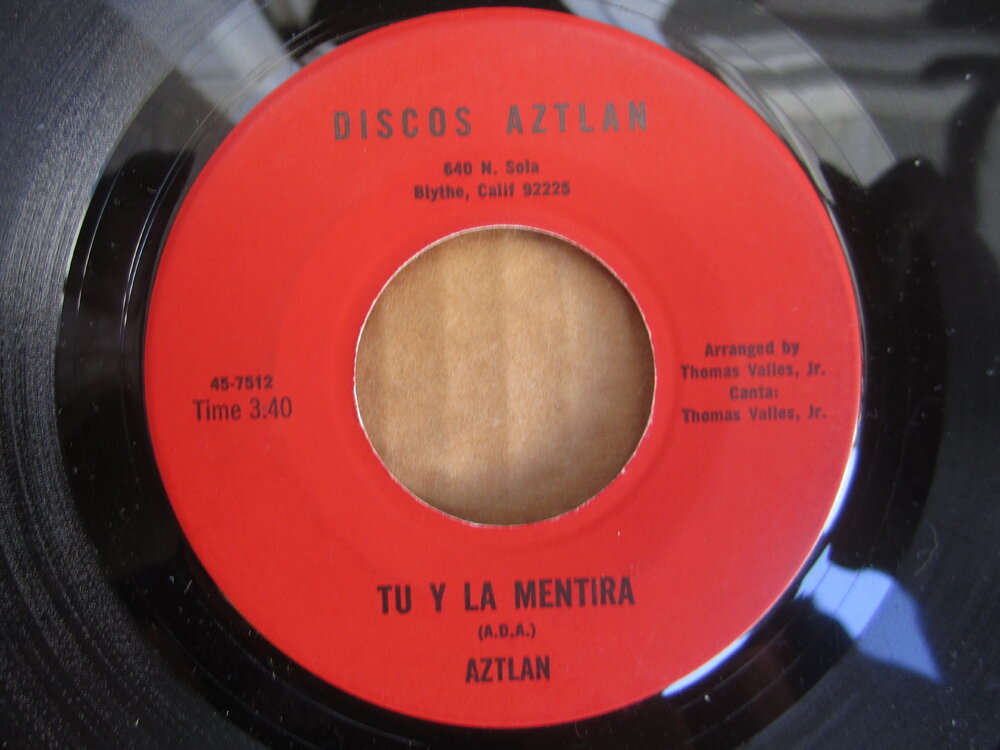 DISCOS AZTLAN
640 N. Sola
Blythe, Calif 92225
45-7512
Time 3:40
Arranged by
Thomas Valles, Jr.
Canta:
Thomas Valles, Jr.
TU Y LA MENTIRA
(A.D.A.)
AZTLAN